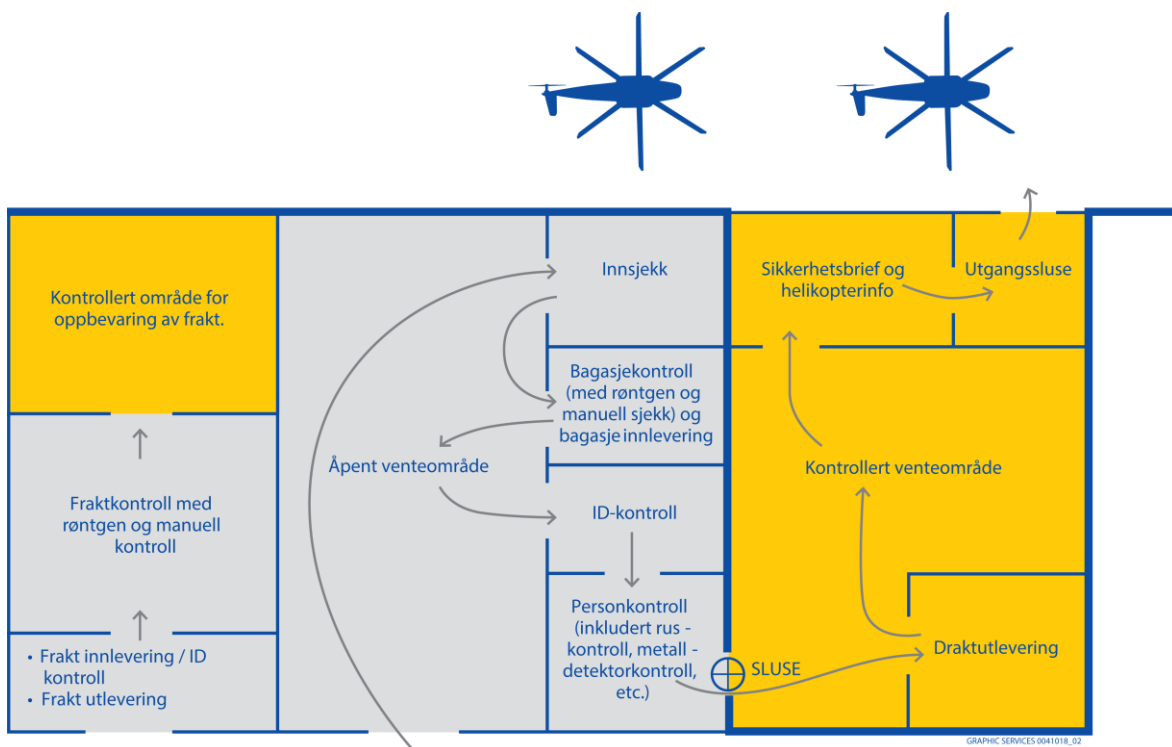 Kontrollert område for
oppbevaring av frakt.
Fraktkontroll med
røntgen og manuell
kontroll
• Frakt innlevering / ID
kontroll
• Frakt utlevering
Åpent venteområde
Innsjekk
Bagasjekontroll
(med røntgen og
manuell sjekk) og
bagasje innlevering
ID-kontroll
Personkontroll
(inkludert rus -
kontroll, metall -
detektorkontroll,
etc.)
SLUSE
Sikkerhetsbrief og
helikopterinfo
Utgangssluse
Kontrollert venteområde
Draktutlevering
GRAPHIC SERVICES 0041018_02